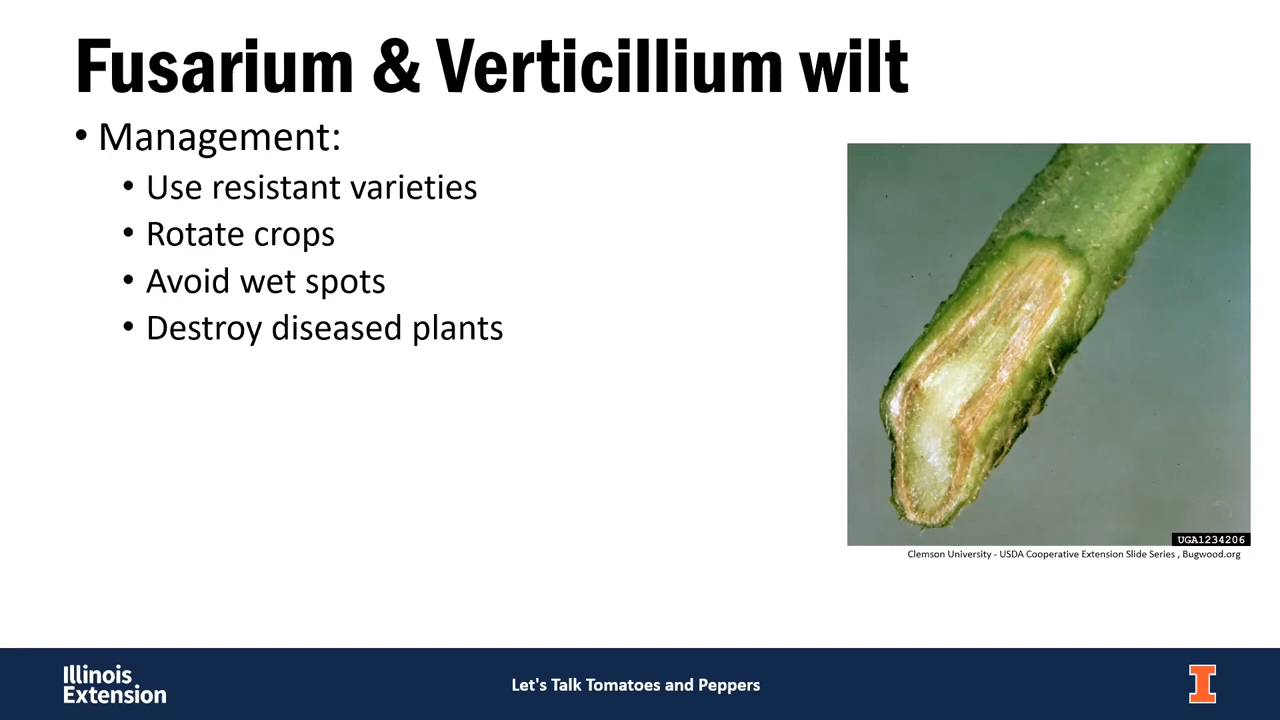 Fusarium & Verticillium wilt
• Management:
• Use resistant varieties
• Rotate crops
• Avoid wet spots
• Destroy diseased plants
UGA1234206
Clemson University - USDA Cooperative Extension Slide Series , Bugwood.org
Illinois
Extension
Let's Talk Tomatoes and Peppers
I